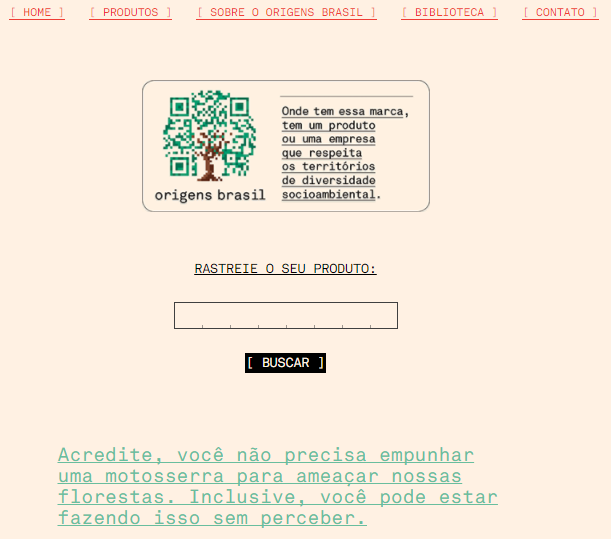 [ HOME ] [ PRODUTOS ] [ SOBRE O ORIGENS BRASIL ] [ BIBLIOTECA ] [ CONTATO ]
Onde tem essa marca,
tem um produto
ou uma empresa
que respeita
os territórios
de diversidade
socioambiental.
origens brasil
RASTREIE O SEU PRODUTO:
[ BUSCAR ]
Acredite, você não precisa empunhar
uma motosserra para ameaçar nossas
florestas. Inclusive, você pode estar
fazendo isso sem perceber.